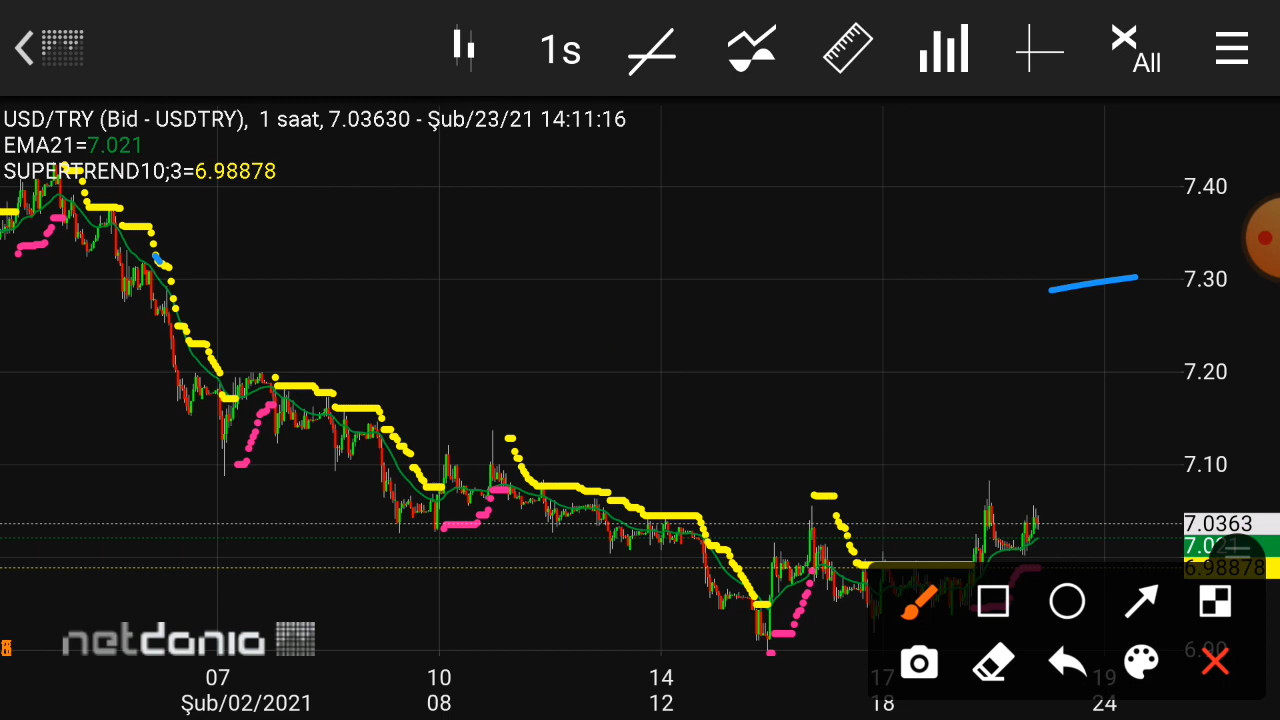 1s
All
USD/TRY (Bid - USDTRY), 1 saat, 7.03630 - Şub/23/21 14:11:16
EMA21=7.021
SUPERTREND10;3=6.98878
7.40
7.30
7.20
7.10
7.0363
7.021
6.98878
6.90
netdania
07 10 14 17 19
Şub/02/2021 08 12 18 24